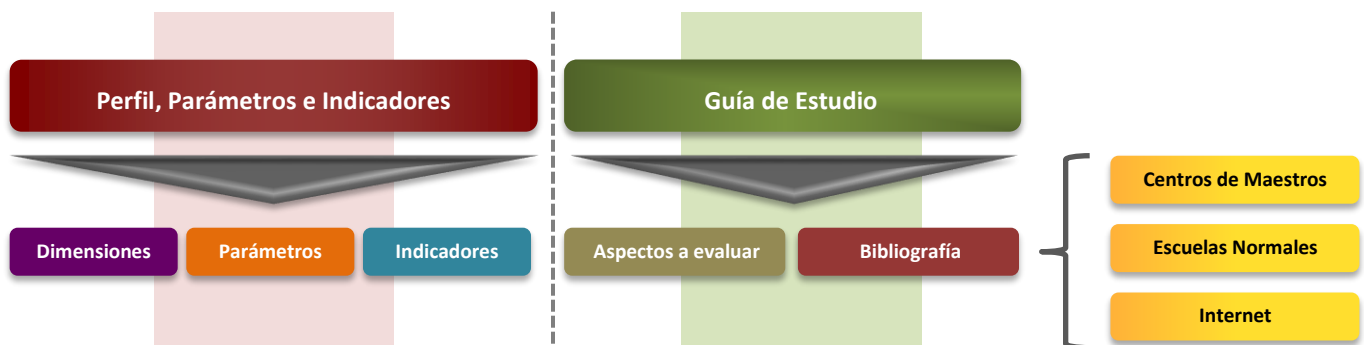 Perfil, Parámetros e Indicadores
Guía de Estudio
Dimensiones
Parámetros
Indicadores
Aspectos a evaluar
Bibliografía
Centros de Maestros
Escuelas Normales
Internet